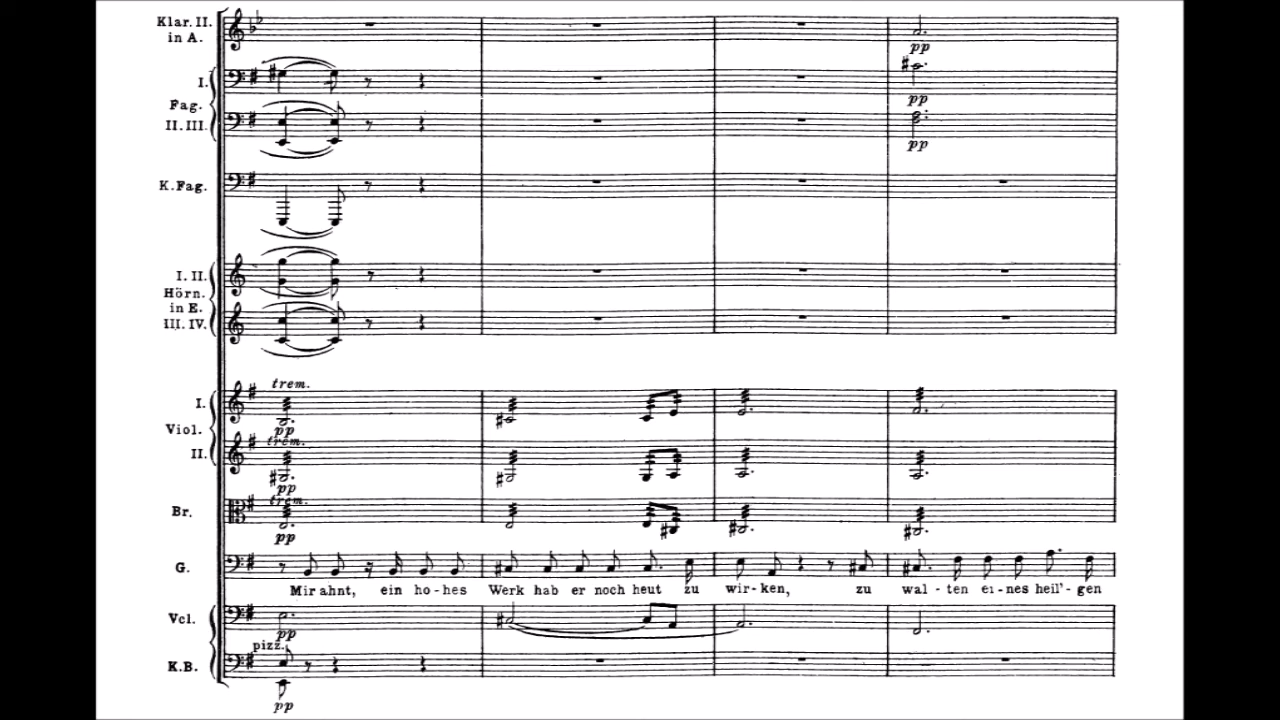 Klar. II.
in A.
pp
I.
Fag.
II. III.
pp
pp
K. Fag.
I. II.
Hörn.
in E.
III. IV.
trem.
I.
pp
Viol.
trem.
II.
pp
trem.
Br.
pp
G.
Mir ahnt, ein ho-hes Werk hab er noch heut zu wir-ken, zu wal-ten ei-nes heil'-gen
Vcl.
pp
pizz.
K.B.
pp